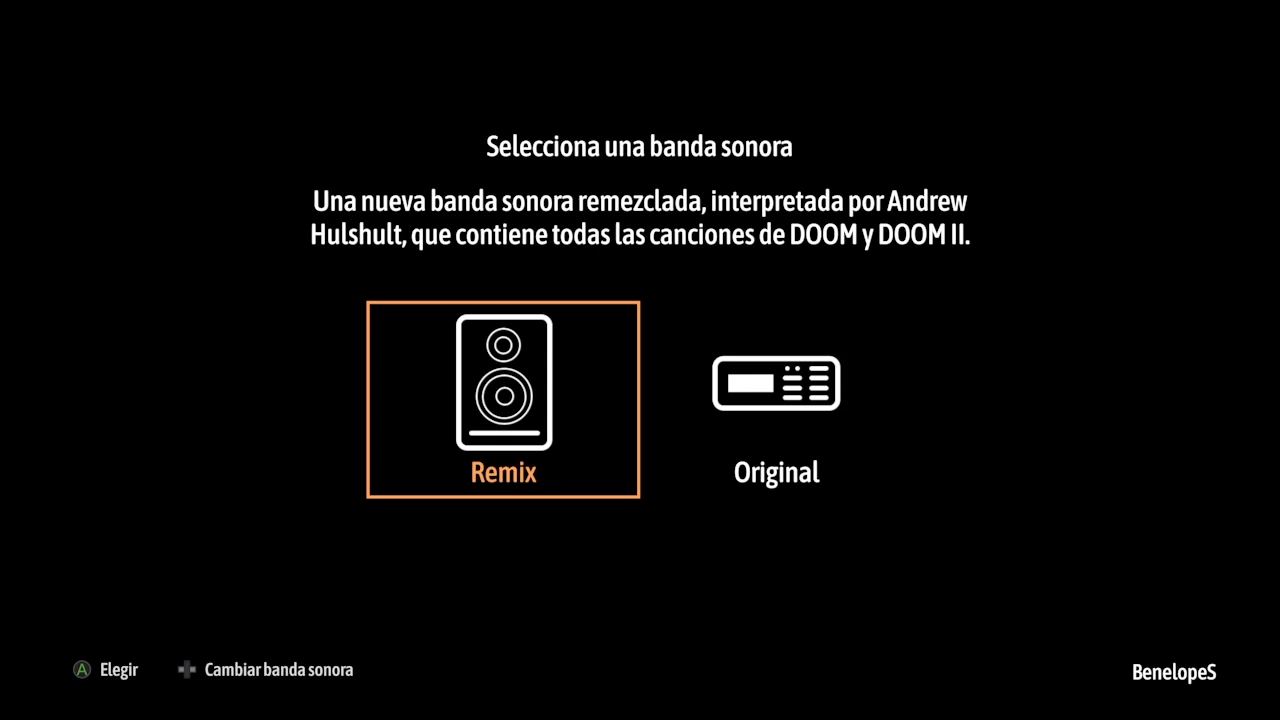 Selecciona una banda sonora
Una nueva banda sonora remezclada, interpretada por Andrew
Hulshult, que contiene todas las canciones de DOOM y DOOM II.
Remix
Original
A Elegir
Cambiar banda sonora
BenelopeS